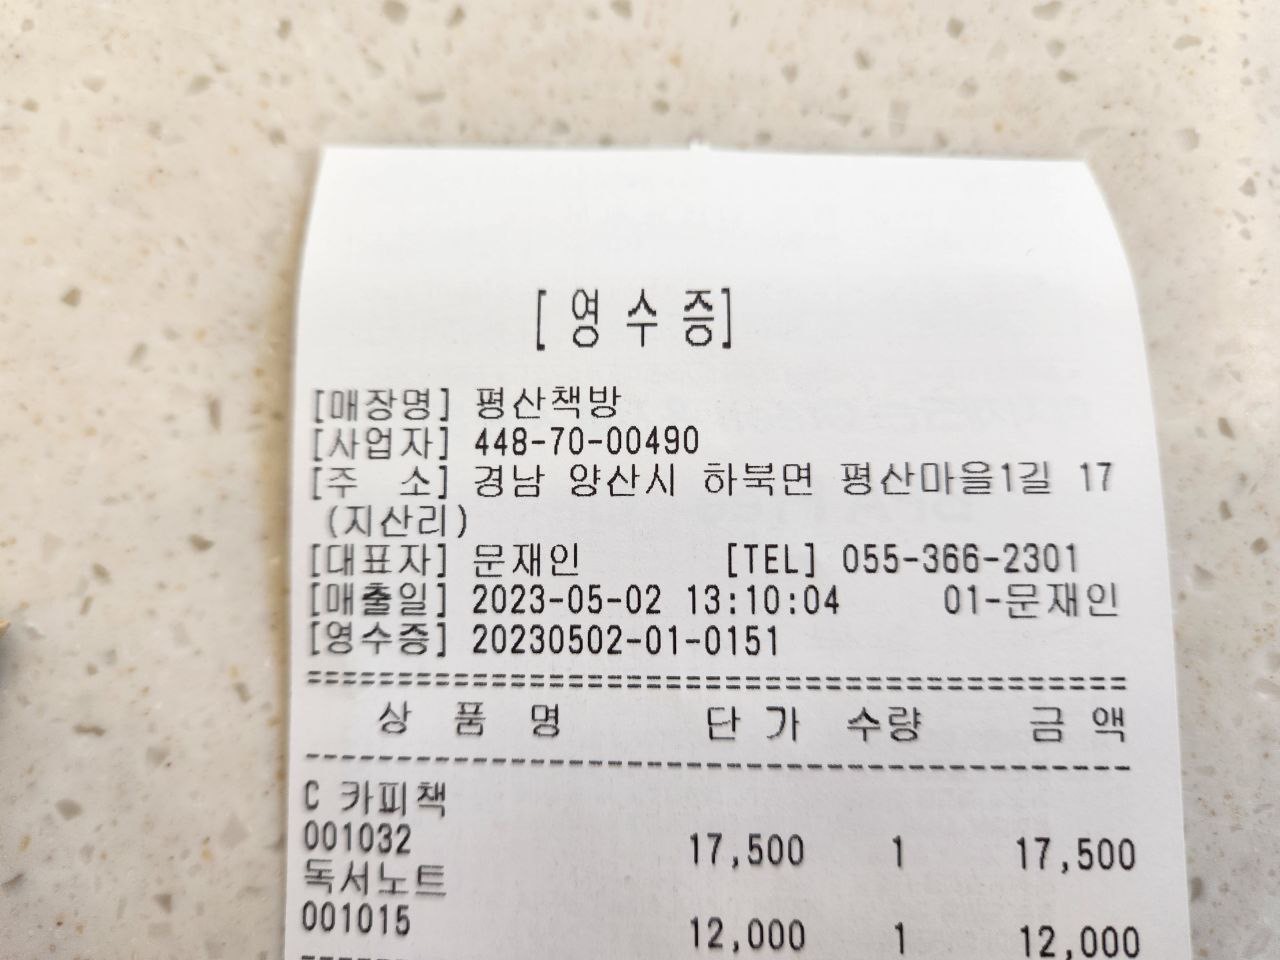 [ 영 수 증]
[매장명] 평산책방
[사업자] 448-70-00490
[주  소] 경남 양산시 하북면 평산마을1길 17
(지산리)
[대표자] 문재인 [TEL] 055-366-2301
[매출일] 2023-05-02 13:10:04 01-문재인
[영수증] 20230502-01-0151
==========================================
상 품 명 단 가 수량 금 액
------------------------------------------
C 카피책
001032 17,500 1 17,500
독서노트
001015 12,000 1 12,000